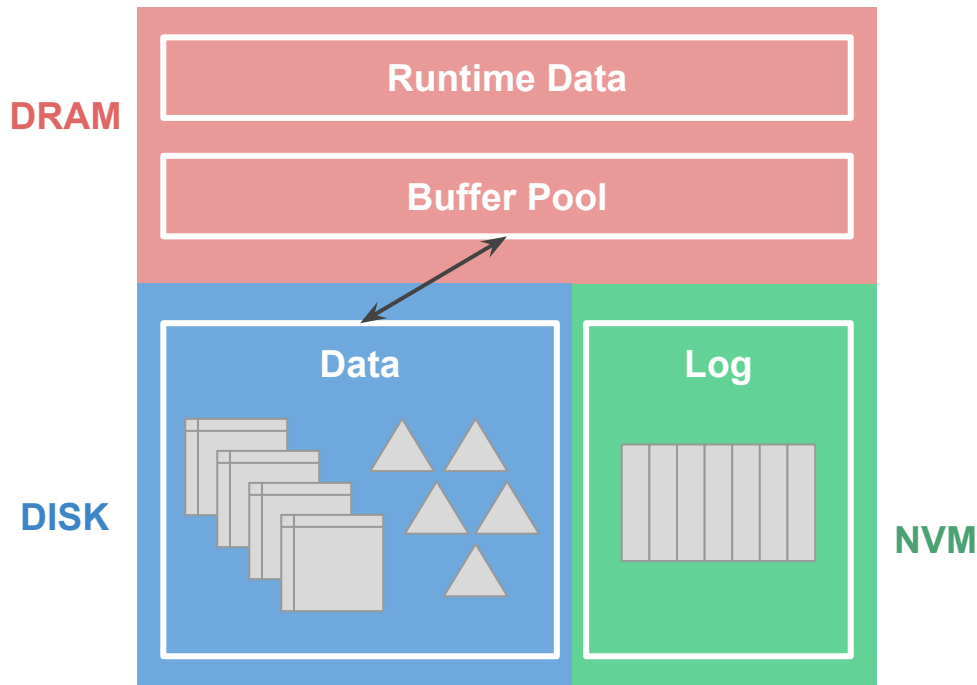 Runtime Data
DRAM
Buffer Pool
Data
Log
DISK
NVM